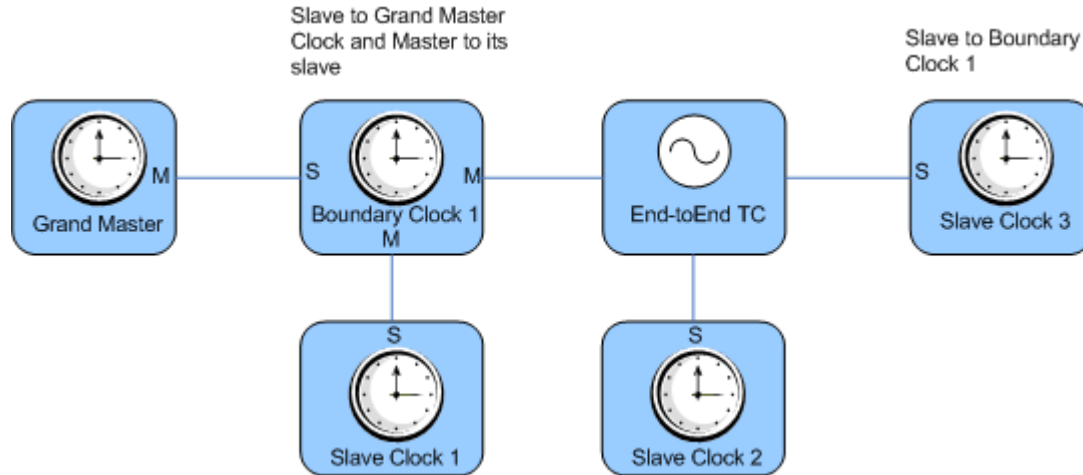 Slave to Grand Master
Clock and Master to its
slave
Slave to Boundary
Clock 1
M
Grand Master
S
M
Boundary Clock 1
M
End-toEnd TC
S
Slave Clock 3
S
Slave Clock 1
S
Slave Clock 2